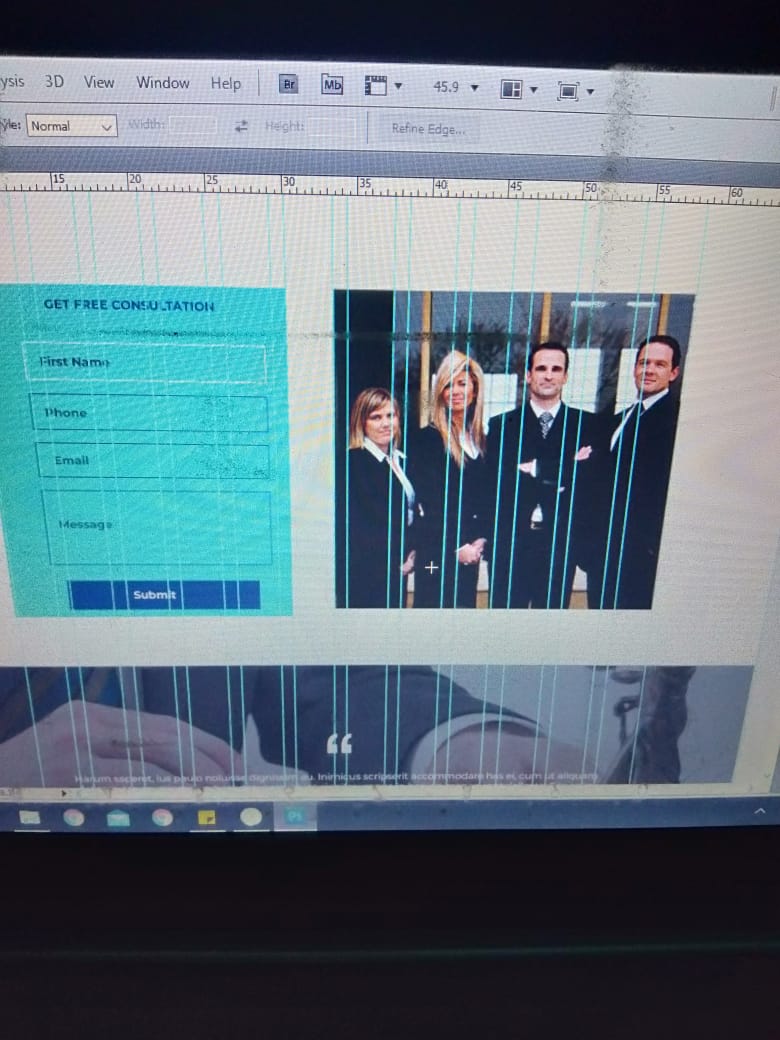 ysis 3D View Window Help Br Mb 45.9
yle: Normal Width: Height: Refine Edge...
15 20 25 30 35 40 45 50 55 60
GET FREE CONSULTATION
First Name
Phone
Email
Message
Submit
“
Harum saperet, ius paulo noluisse dignissim eu. Inimicus scripserit accommodare has ei, cum ut aliquam
Ps